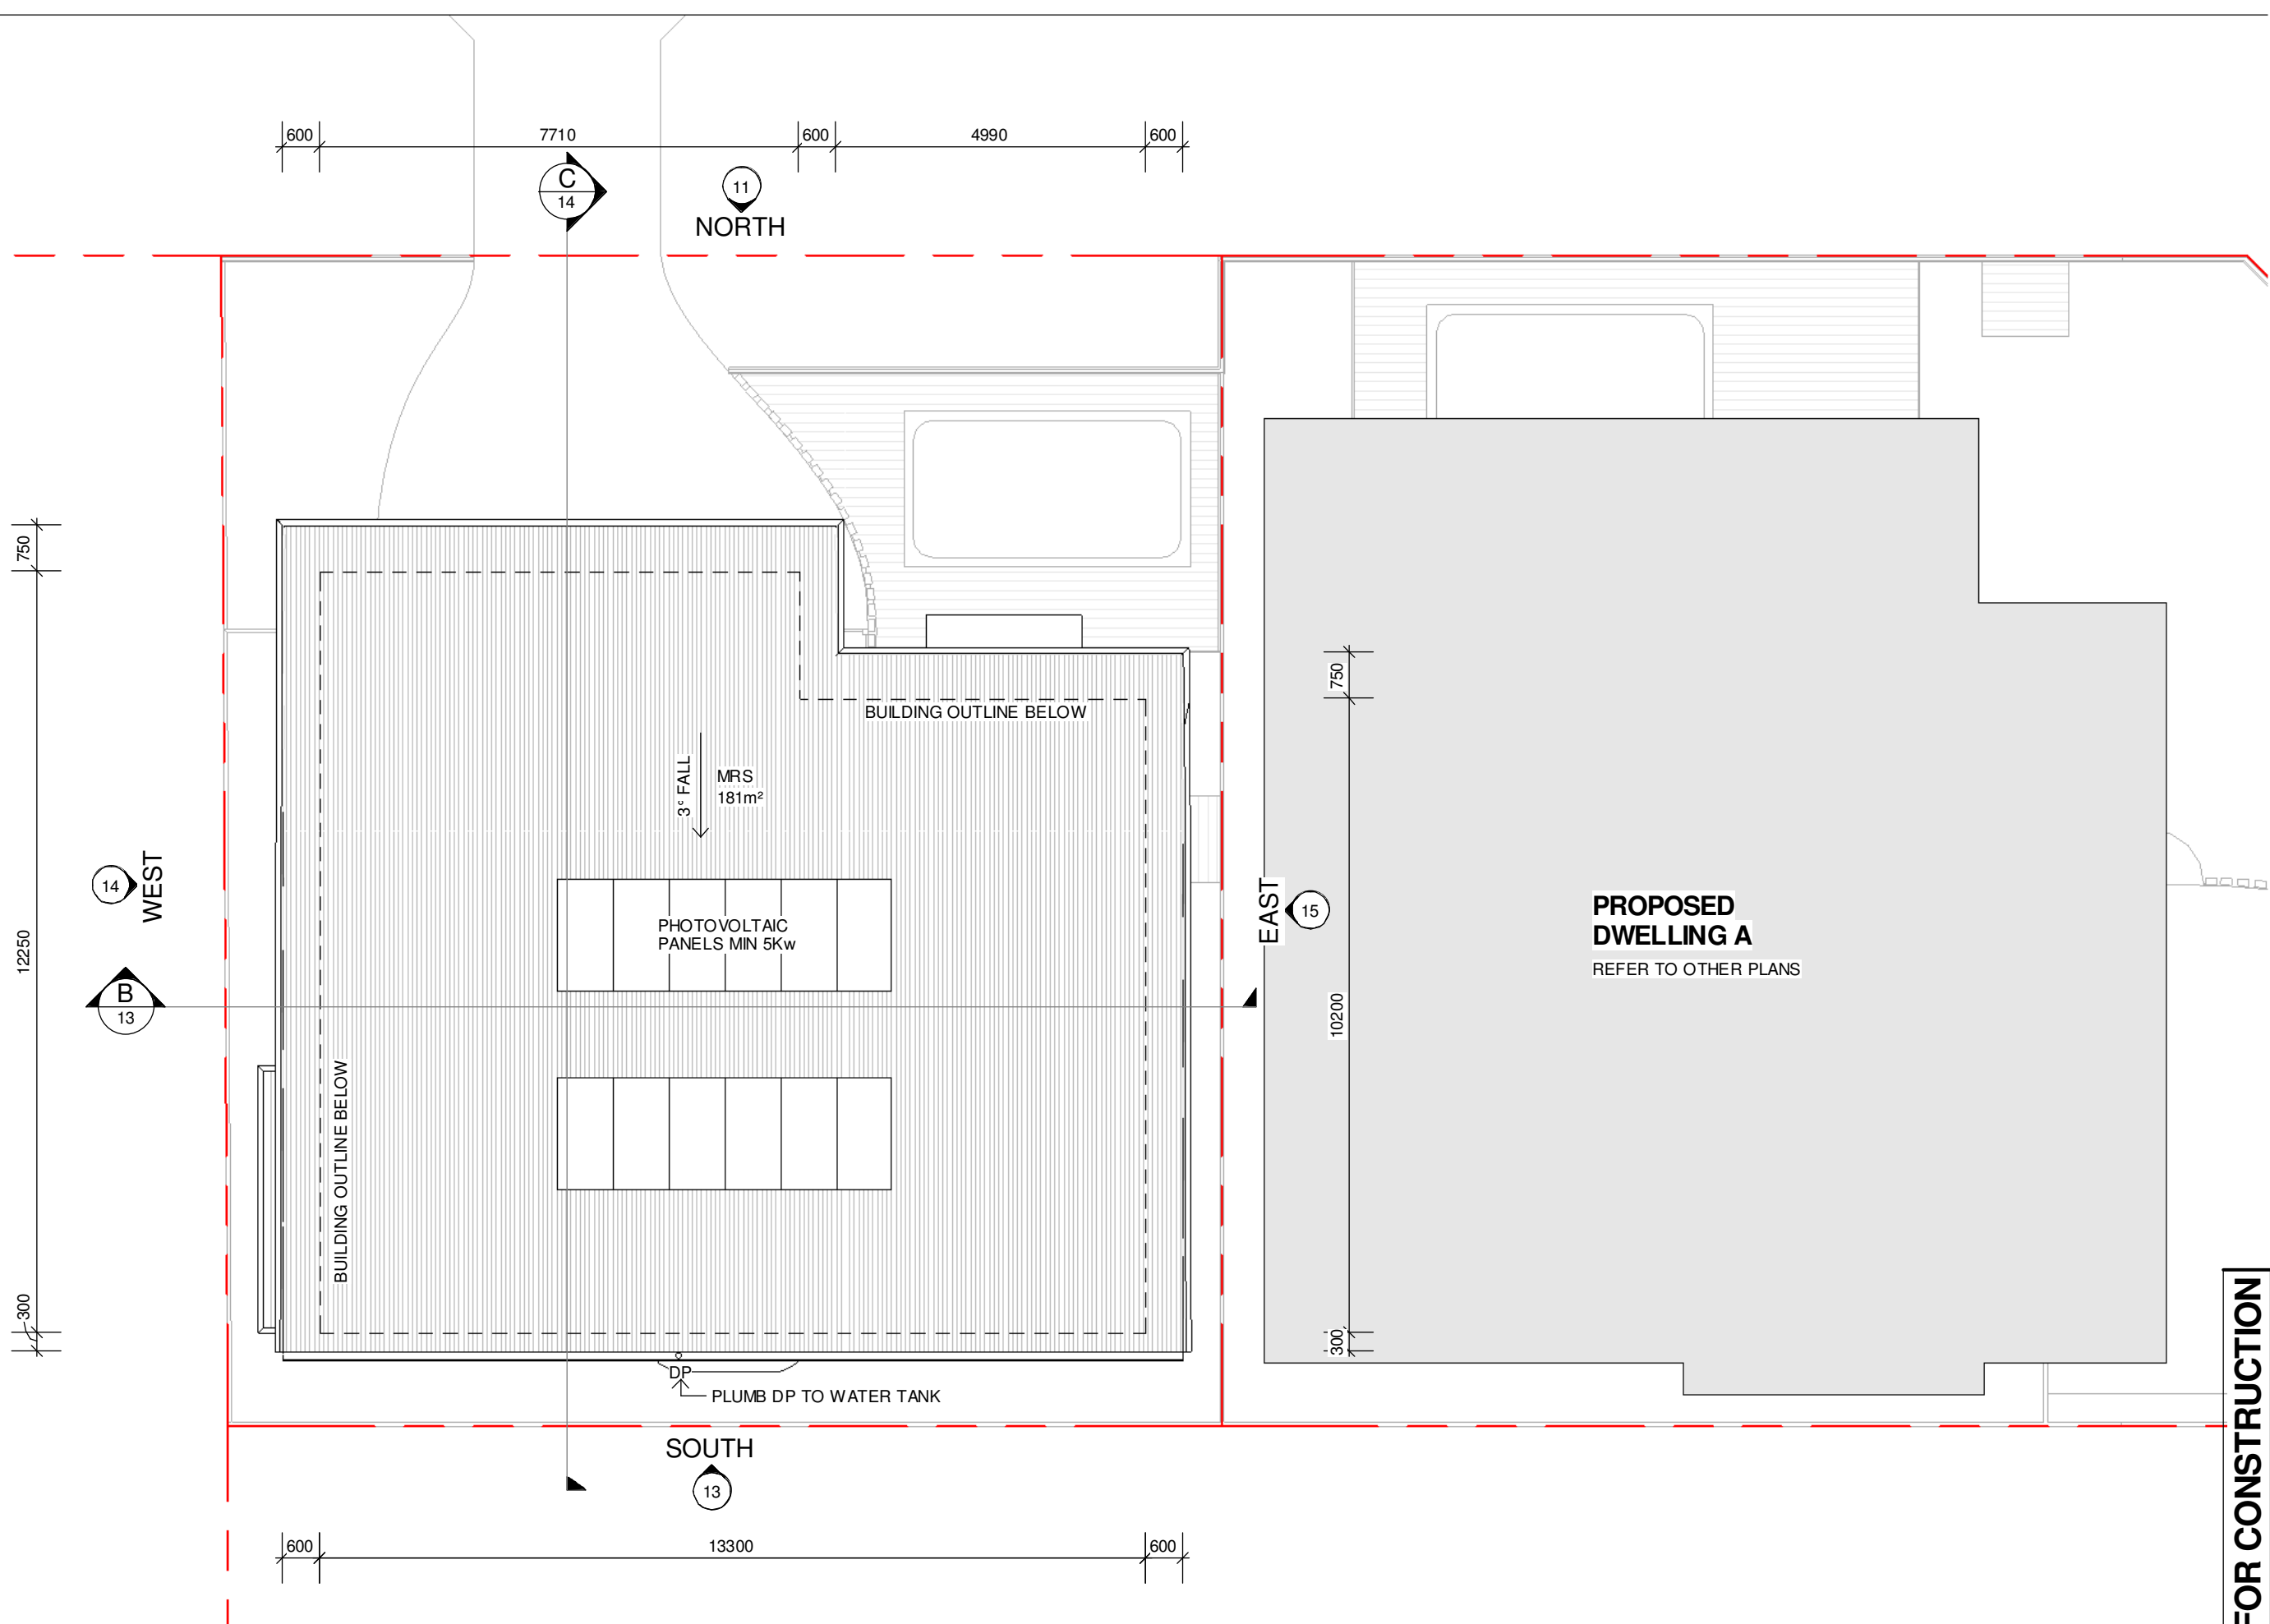 600
7710
600
4990
600
C
14
11
NORTH
750
750
BUILDING OUTLINE BELOW
3° FALL
MRS
181m²
14
WEST
12250
EAST
15
PROPOSED
DWELLING A
REFER TO OTHER PLANS
PHOTOVOLTAIC
PANELS MIN 5Kw
B
13
10200
BUILDING OUTLINE BELOW
300
300
DP
PLUMB DP TO WATER TANK
SOUTH
13
600
13300
600
FOR CONSTRUCTION